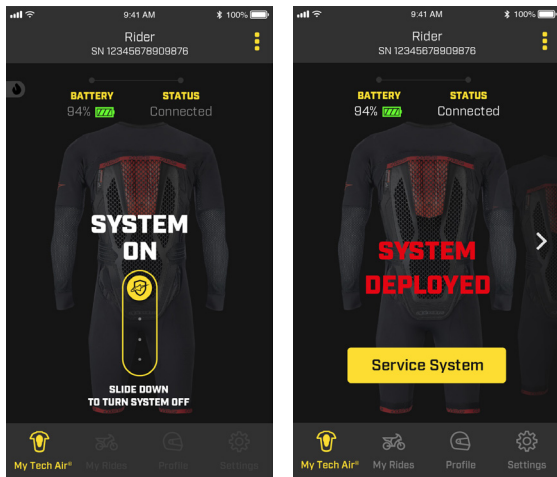 9:41 AM
100%
Rider
SN 12345678909876
BATTERY
STATUS
94%
Connected
SYSTEM
ON
SLIDE DOWN
TO TURN SYSTEM OFF
My Tech Air®
My Rides
Profile
Settings
9:41 AM
100%
Rider
SN 12345678909876
BATTERY
STATUS
94%
Connected
SYSTEM
DEPLOYED
Service System
My Tech Air®
My Rides
Profile
Settings